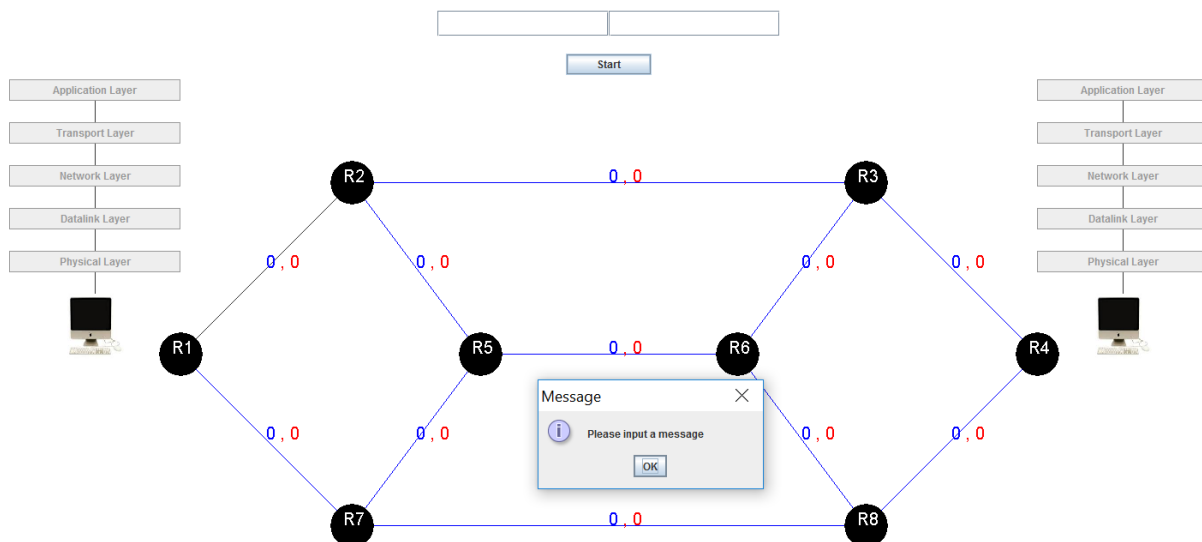 Start
Application Layer
Application Layer
Transport Layer
Transport Layer
Network Layer
Network Layer
R2
0 , 0
R3
Datalink Layer
Datalink Layer
Physical Layer
0 , 0
0 , 0
0 , 0
0 , 0
Physical Layer
R1
R5
0 , 0
R6
R4
Message
i
Please input a message
0 , 0
0 , 0
0 , 0
0 , 0
OK
R7
0 , 0
R8